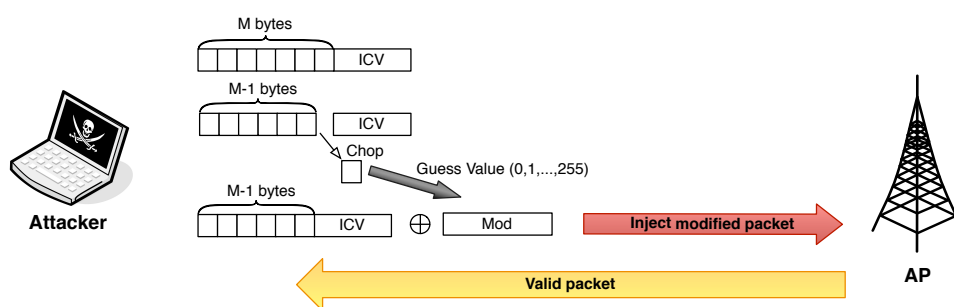 M bytes
ICV
M-1 bytes
ICV
Chop
Guess Value (0,1,...,255)
M-1 bytes
ICV
Mod
Inject modified packet
Attacker
Valid packet
AP